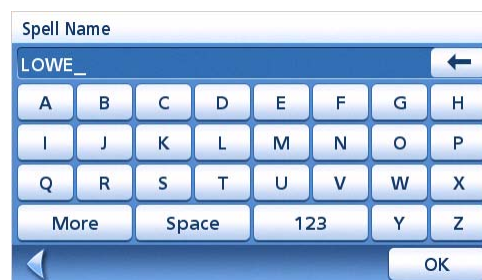 Spell Name
LOWE_
A B C D E F G H
I J K L M N O P
Q R S T U V W X
More Space 123 Y Z
OK